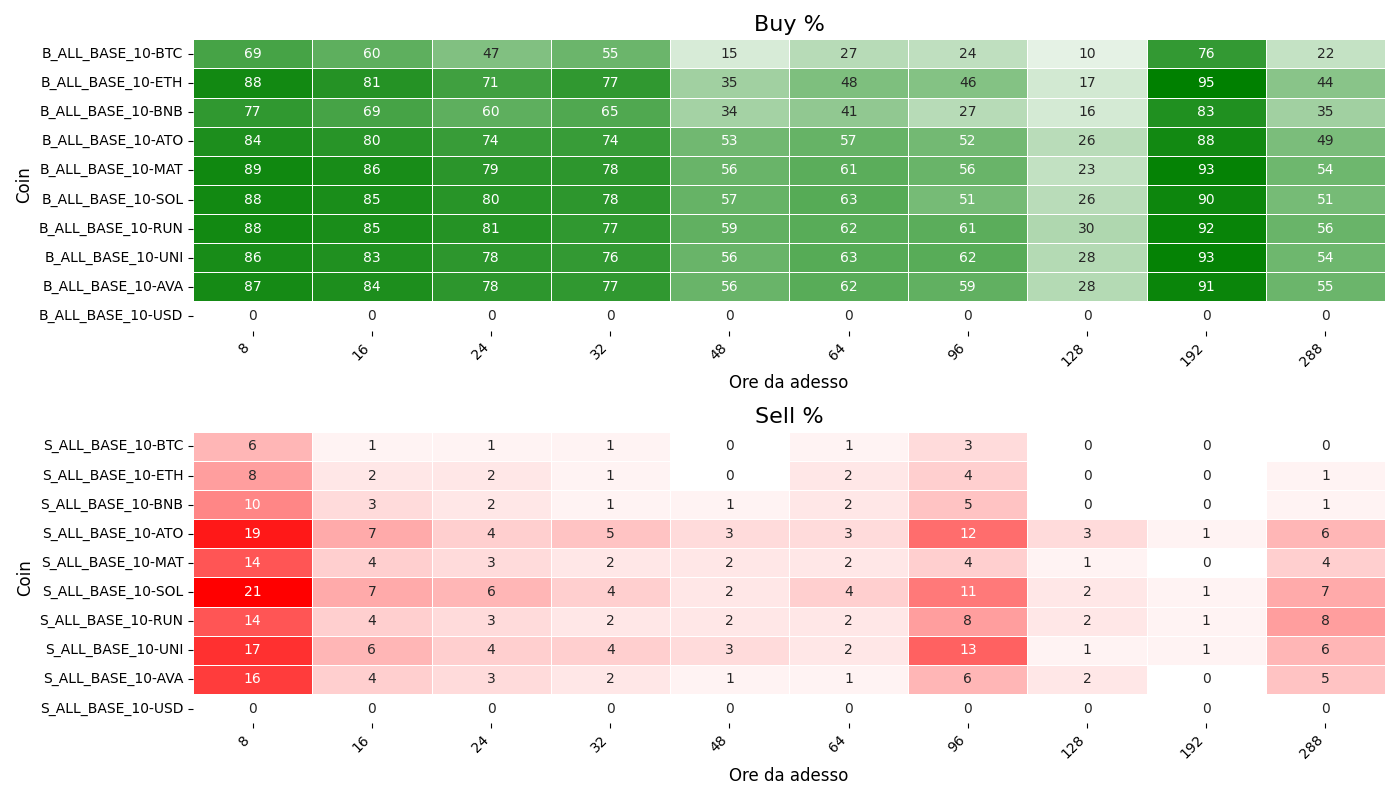 Buy %
Coin
B_ALL_BASE_10-BTC 69 60 47 55 15 27 24 10 76 22
B_ALL_BASE_10-ETH 88 81 71 77 35 48 46 17 95 44
B_ALL_BASE_10-BNB 77 69 60 65 34 41 27 16 83 35
B_ALL_BASE_10-ATO 84 80 74 74 53 57 52 26 88 49
B_ALL_BASE_10-MAT 89 86 79 78 56 61 56 23 93 54
B_ALL_BASE_10-SOL 88 85 80 78 57 63 51 26 90 51
B_ALL_BASE_10-RUN 88 85 81 77 59 62 61 30 92 56
B_ALL_BASE_10-UNI 86 83 78 76 56 63 62 28 93 54
B_ALL_BASE_10-AVA 87 84 78 77 56 62 59 28 91 55
B_ALL_BASE_10-USD 0 0 0 0 0 0 0 0 0 0
8 16 24 32 48 64 96 128 192 288
Ore da adesso
Sell %
Coin
S_ALL_BASE_10-BTC 6 1 1 1 0 1 3 0 0 0
S_ALL_BASE_10-ETH 8 2 2 1 0 2 4 0 0 1
S_ALL_BASE_10-BNB 10 3 2 1 1 2 5 0 0 1
S_ALL_BASE_10-ATO 19 7 4 5 3 3 12 3 1 6
S_ALL_BASE_10-MAT 14 4 3 2 2 2 4 1 0 4
S_ALL_BASE_10-SOL 21 7 6 4 2 4 11 2 1 7
S_ALL_BASE_10-RUN 14 4 3 2 2 2 8 2 1 8
S_ALL_BASE_10-UNI 17 6 4 4 3 2 13 1 1 6
S_ALL_BASE_10-AVA 16 4 3 2 1 1 6 2 0 5
S_ALL_BASE_10-USD 0 0 0 0 0 0 0 0 0 0
8 16 24 32 48 64 96 128 192 288
Ore da adesso